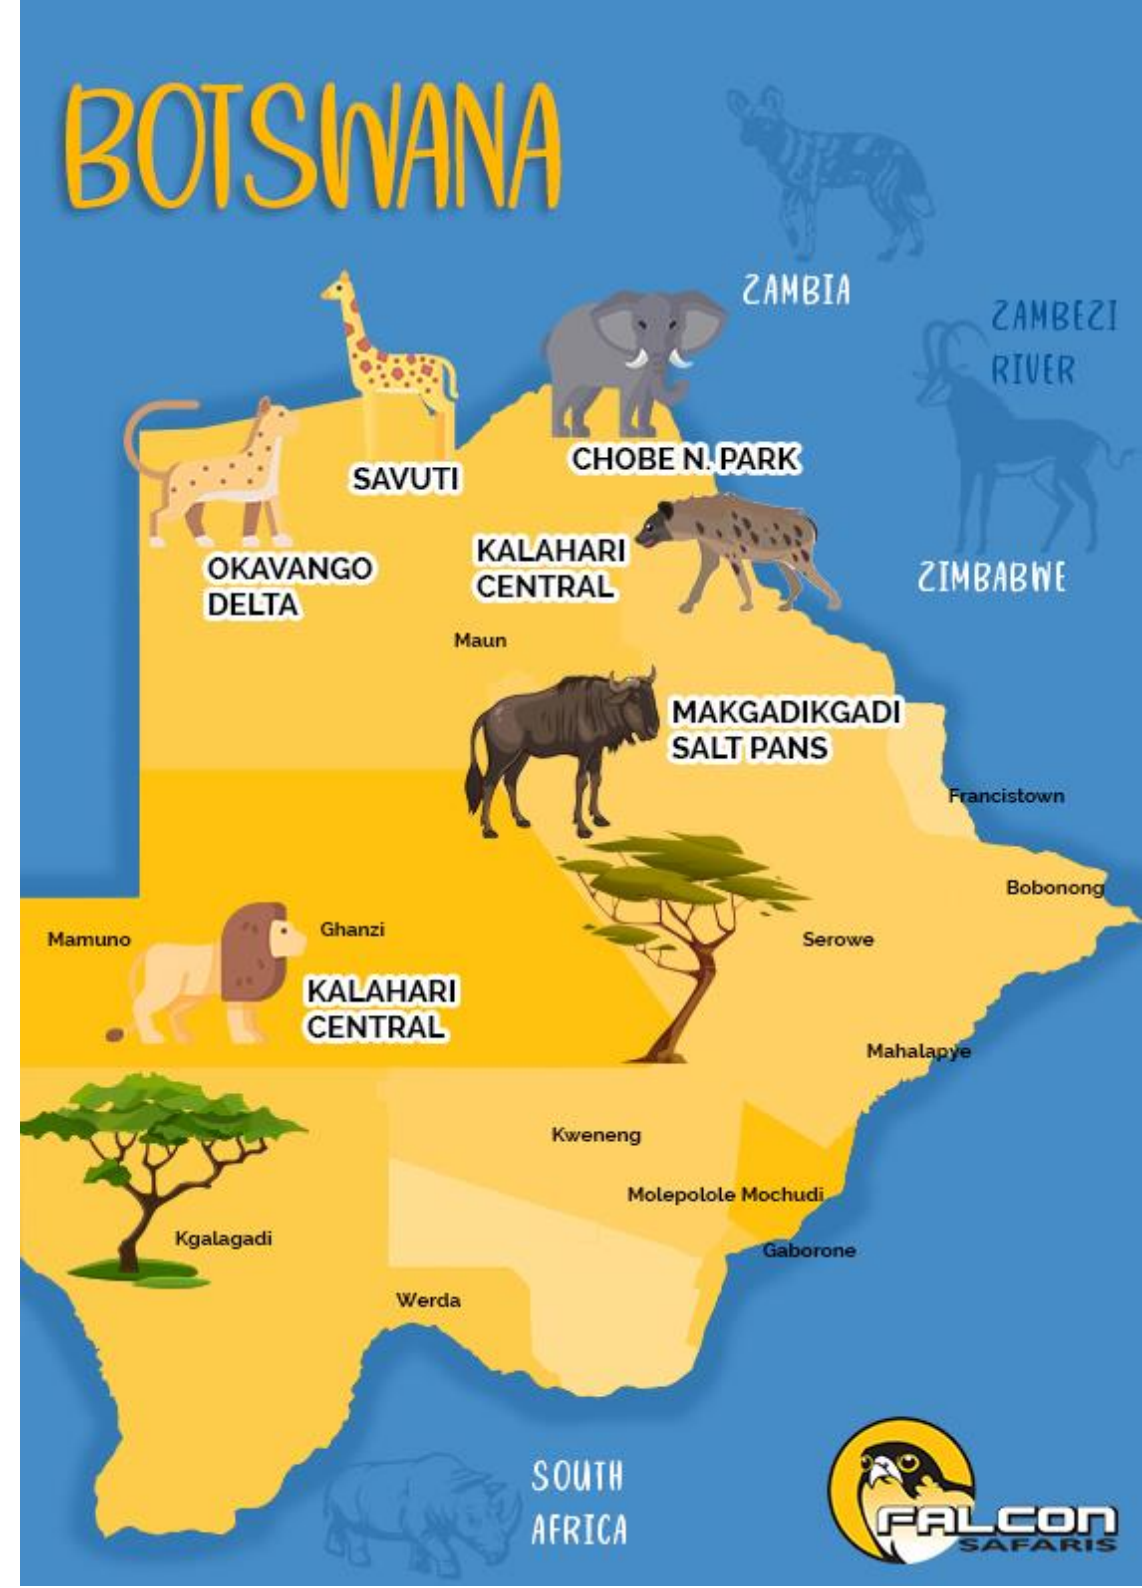 BOTSWANA
ZAMBIA
ZAMBEZI
RIVER
SAVUTI
CHOBE N. PARK
OKAVANGO
DELTA
KALAHARI
CENTRAL
ZIMBABWE
Maun
MAKGADIKGADI
SALT PANS
Francistown
Bobonong
Mamuno
Ghanzi
Serowe
KALAHARI
CENTRAL
Mahalapye
Kweneng
Molepolole Mochudi
Kgalagadi
Gaborone
Werda
SOUTH
AFRICA
FALCON
SAFARIS